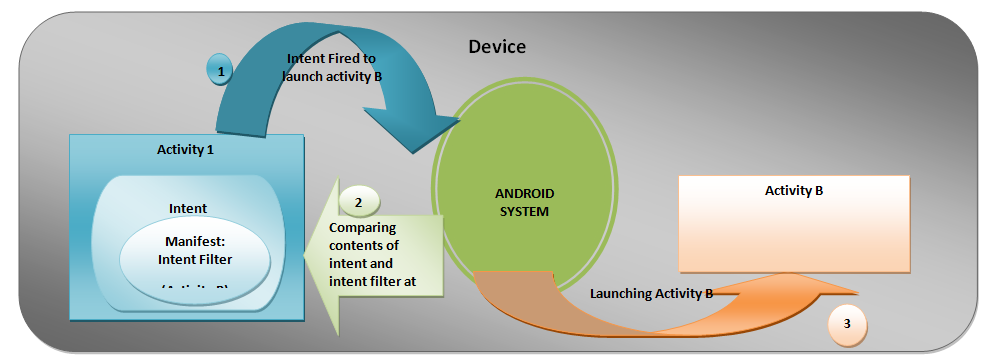 Device
1
Intent Fired to
launch activity B
Activity 1
Intent
Manifest:
Intent Filter
2
Comparing
contents of
intent and
intent filter at
ANDROID
SYSTEM
Activity B
Launching Activity B
3